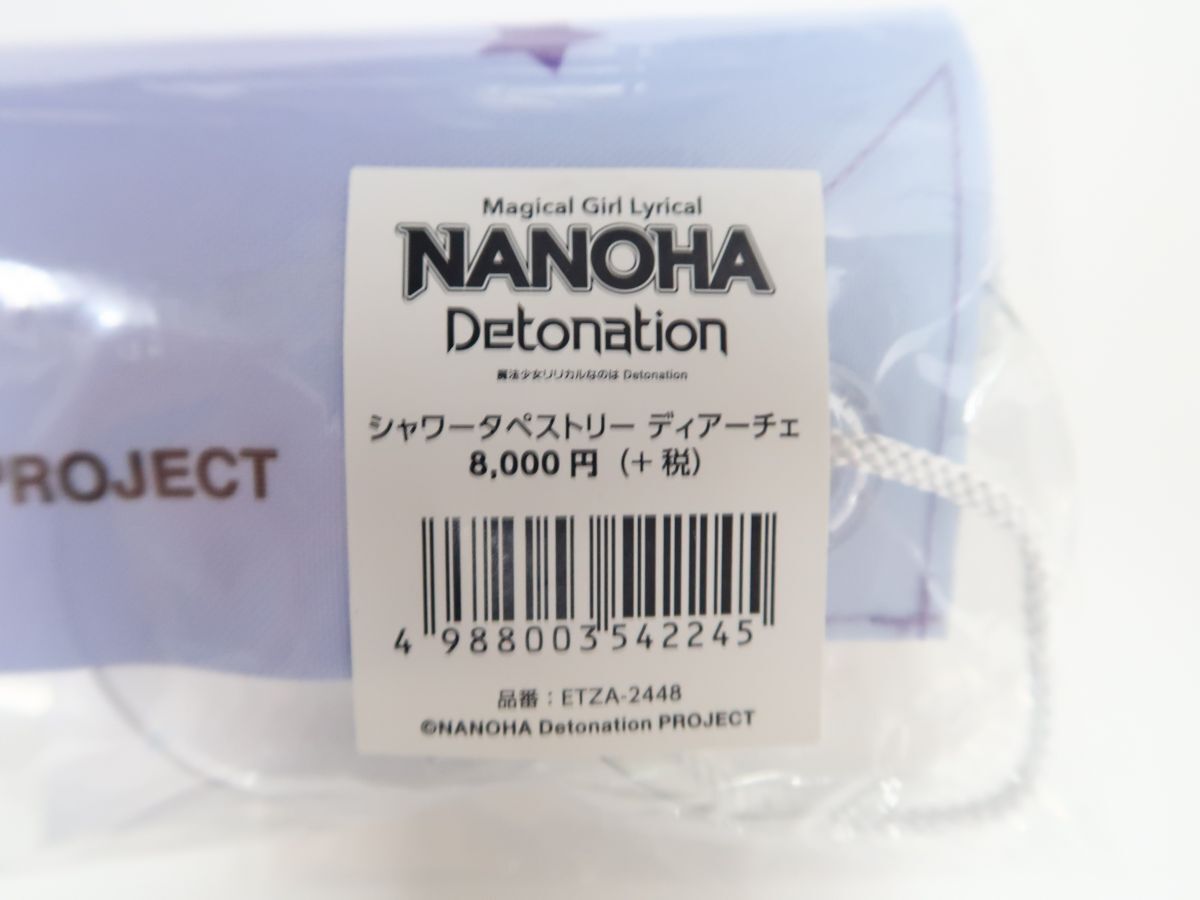 Magical Girl Lyrical
NANOHA
Detonation
魔法少女リリカルなのは Detonation
シャワータペストリー ディアーチェ
8,000円（+税）
4 988003 542245
品番：ETZA-2448
©NANOHA Detonation PROJECT
PROJECT